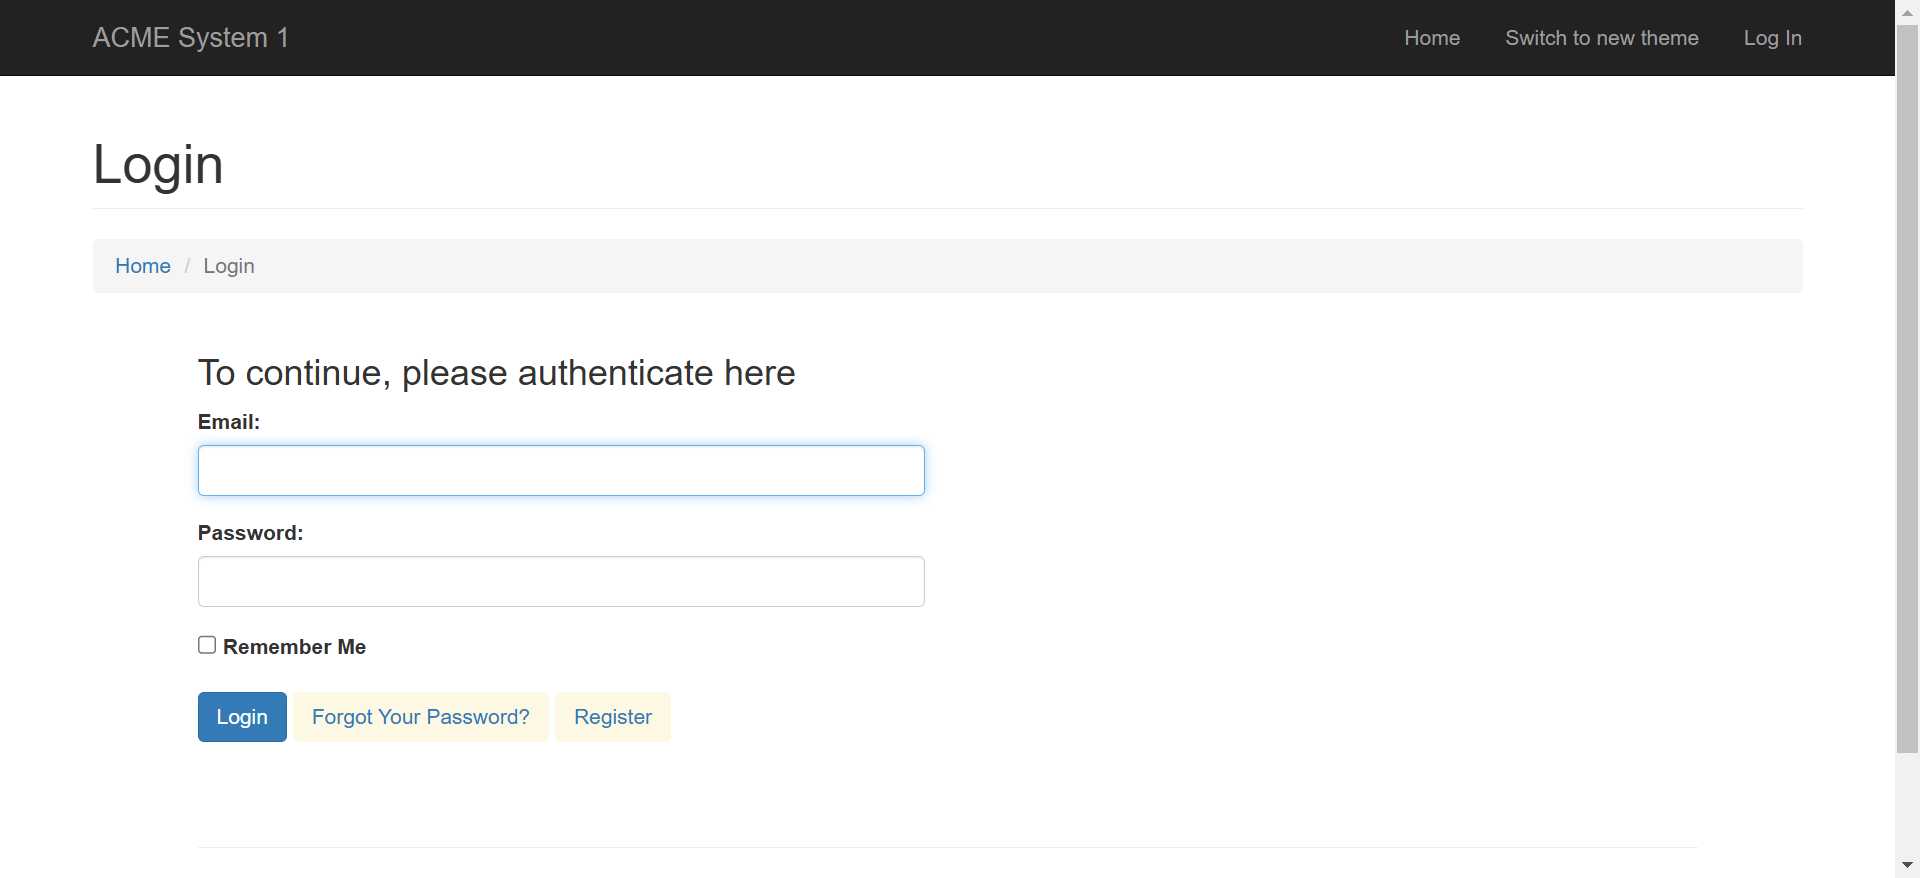 ACME System 1
Home Switch to new theme Log In
Login
Home / Login
To continue, please authenticate here
Email:
Password:
Remember Me
Login Forgot Your Password? Register